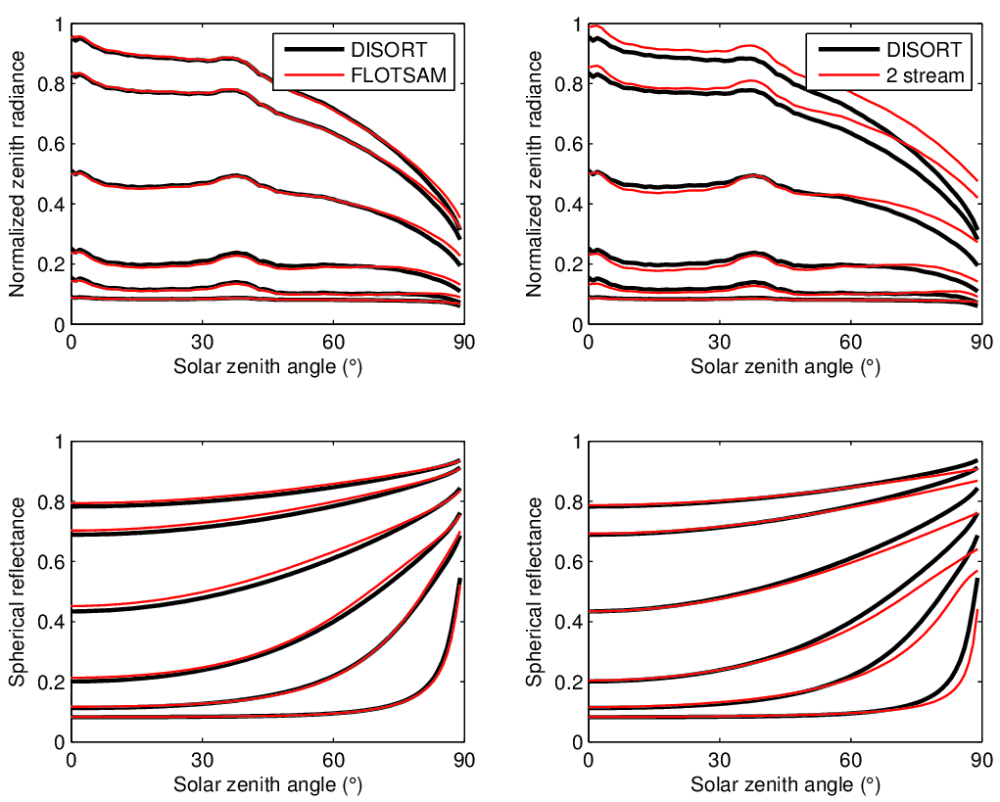 1
0.8
0.6
0.4
0.2
0
0 30 60 90
Normalized zenith radiance
Solar zenith angle (°)
DISORT
FLOTSAM
1
0.8
0.6
0.4
0.2
0
0 30 60 90
Normalized zenith radiance
Solar zenith angle (°)
DISORT
2 stream
1
0.8
0.6
0.4
0.2
0
0 30 60 90
Spherical reflectance
Solar zenith angle (°)
1
0.8
0.6
0.4
0.2
0
0 30 60 90
Spherical reflectance
Solar zenith angle (°)